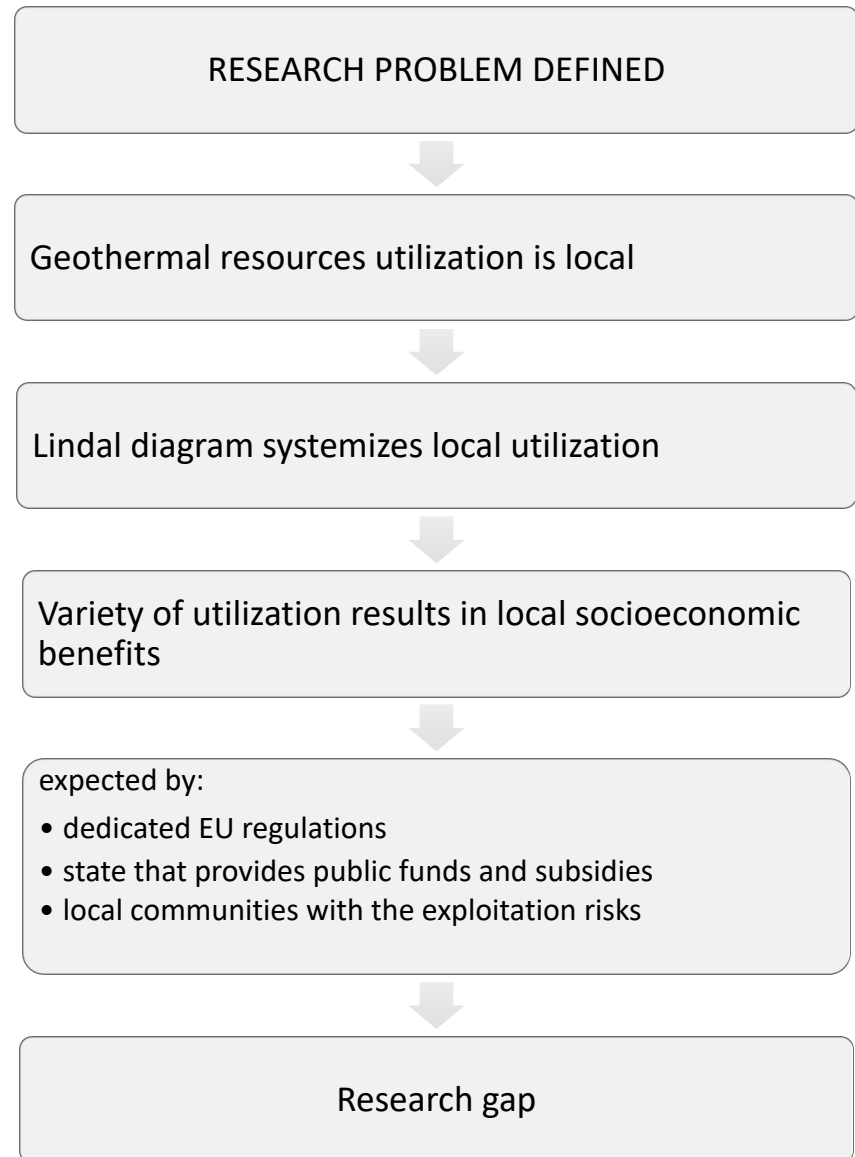 RESEARCH PROBLEM DEFINED
Geothermal resources utilization is local
Lindal diagram systemizes local utilization
Variety of utilization results in local socioeconomic
benefits
expected by:
• dedicated EU regulations
• state that provides public funds and subsidies
• local communities with the exploitation risks
Research gap